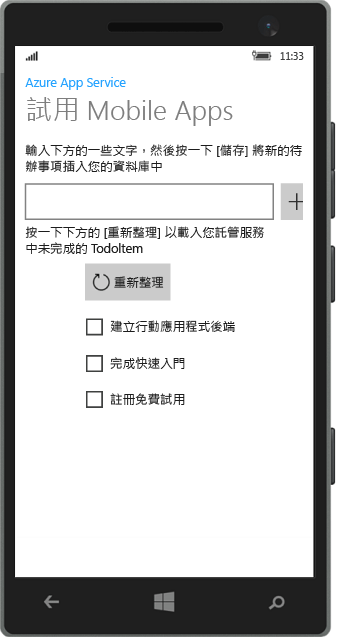 11:33
Azure App Service
試用 Mobile Apps
輸入下方的一些文字，然後按一下 [儲存] 將新的待
辦事項插入您的資料庫中
按一下下方的 [重新整理] 以載入您託管服務
中未完成的 TodoItem
重新整理
建立行動應用程式後端
完成快速入門
註冊免費試用